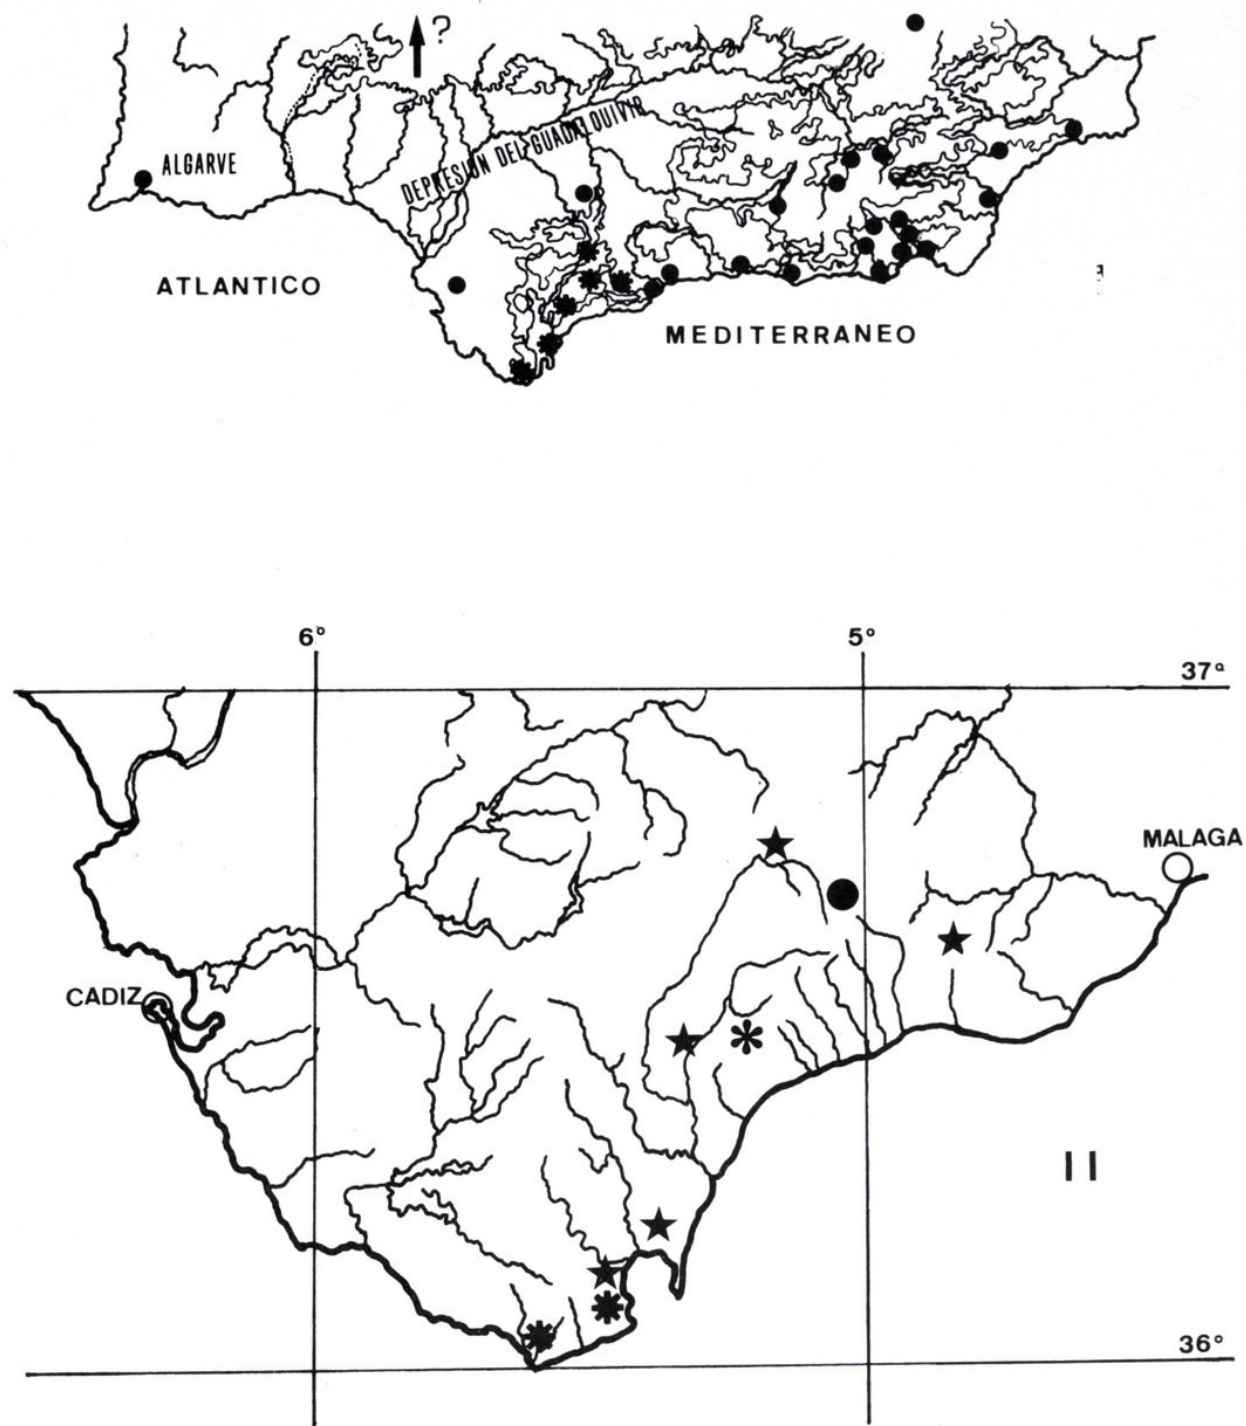 ?
ALGARVE
DEPRESION DEL GUADALQUIVIR
ATLANTICO
MEDITERRANEO
6° 5°
37°
MALAGA
CADIZ
II
36°